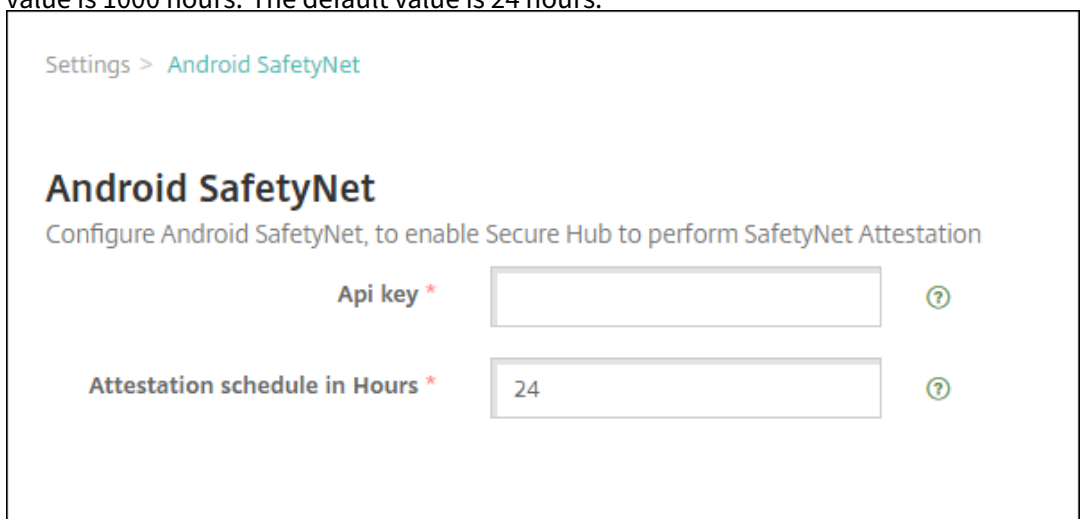 value is 1000 hours. The default value is 24 hours.
Settings > Android SafetyNet
Android SafetyNet
Configure Android SafetyNet, to enable Secure Hub to perform SafetyNet Attestation
Api key *
Attestation schedule in Hours * 24